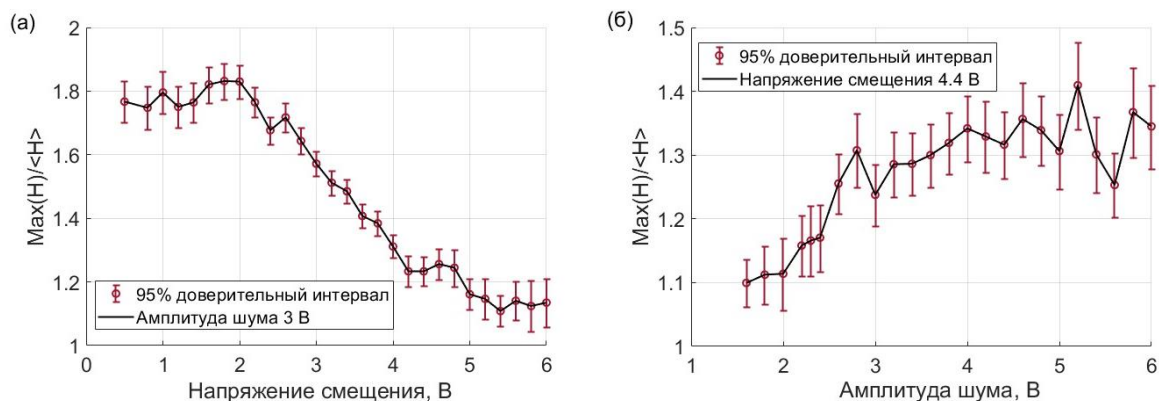 (а)
2
1.8
1.6
1.4
1.2
1
Max(H)/<H>
95% доверительный интервал
Амплитуда шума 3 В
0 1 2 3 4 5 6
Напряжение смещения, В
(б)
1.5
1.4
1.3
1.2
1.1
1
Max(H)/<H>
95% доверительный интервал
Напряжение смещения 4.4 В
1 2 3 4 5 6
Амплитуда шума, В